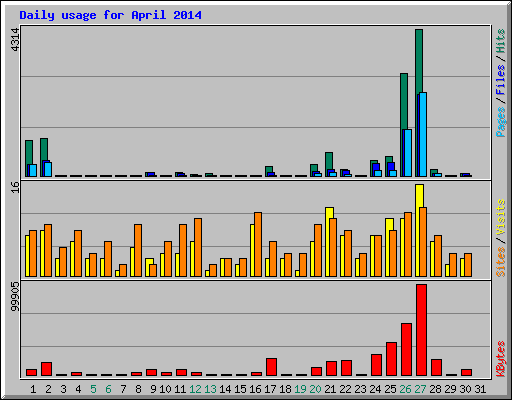 Daily usage for April 2014
4314
Pages / Files / Hits
16
Sites / Visits
99905
KBytes
1 2 3 4 5 6 7 8 9 10 11 12 13 14 15 16 17 18 19 20 21 22 23 24 25 26 27 28 29 30 31